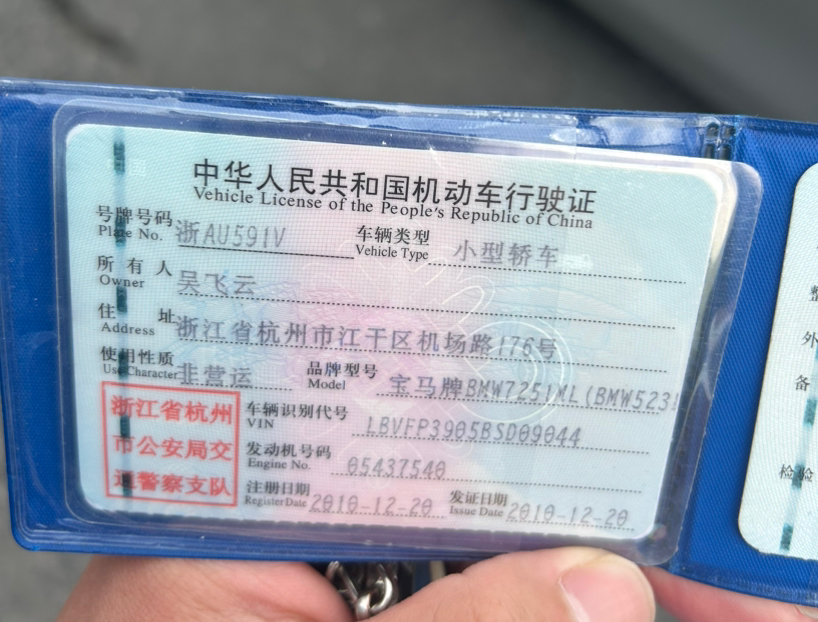 中华人民共和国机动车行驶证
Vehicle License of the People's Republic of China
号牌号码 浙AU591V 车辆类型 小型轿车
Plate No. Vehicle Type
所有人 吴飞云
Owner
住址 浙江省杭州市江干区机场路176号
Address
使用性质 非营运 品牌型号 宝马牌BMW7251ML(BMW523
Use Character Model
浙江省杭州
市公安局交
通警察支队
车辆识别代号 LBVFP3905BSD09044
VIN
发动机号码 05437540
Engine No.
注册日期 2010-12-20 发证日期 2010-12-20
Register Date Issue Date
整
外
备
检验